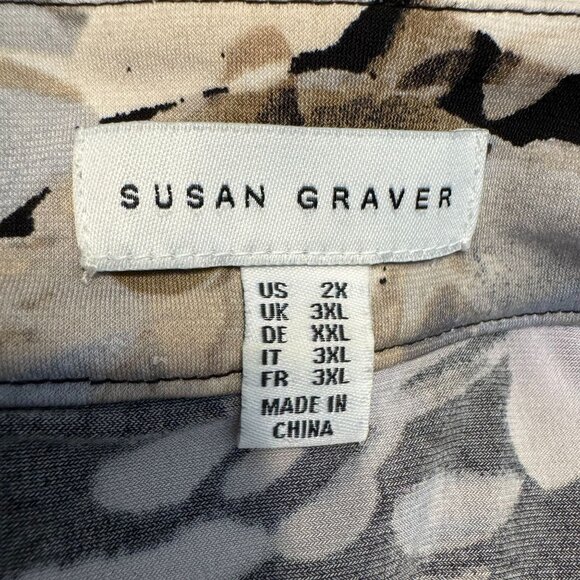 SUSAN GRAVER
US 2X
UK 3XL
DE XXL
IT 3XL
FR 3XL
MADE IN
CHINA